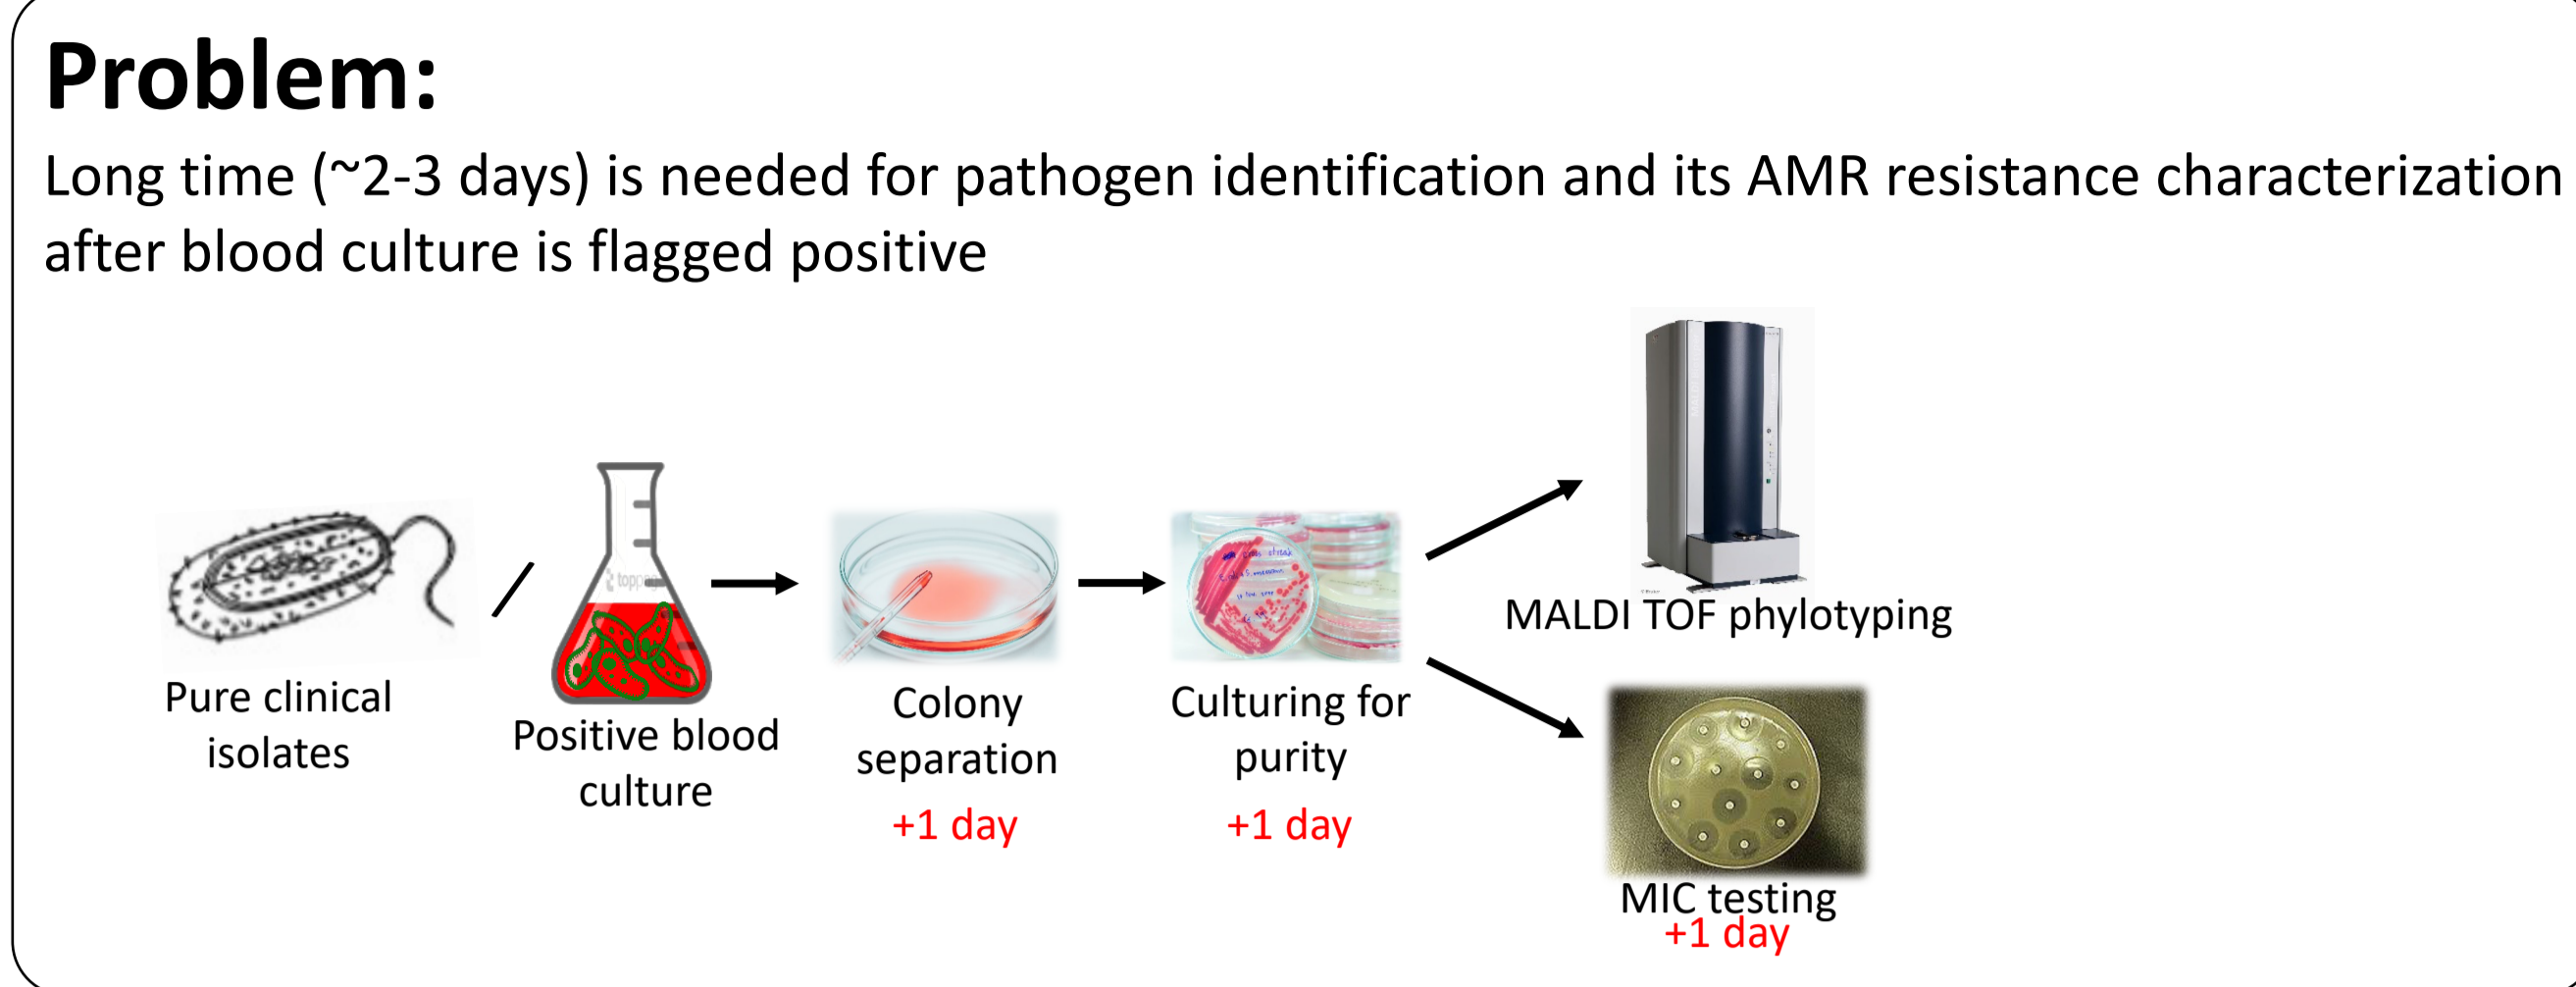 Problem:
Long time (~2-3 days) is needed for pathogen identification and its AMR resistance characterization
after blood culture is flagged positive
Pure clinical
isolates
/
Positive blood
culture
Colony
separation
+1 day
Culturing for
purity
+1 day
MALDI TOF phylotyping
MIC testing
+1 day